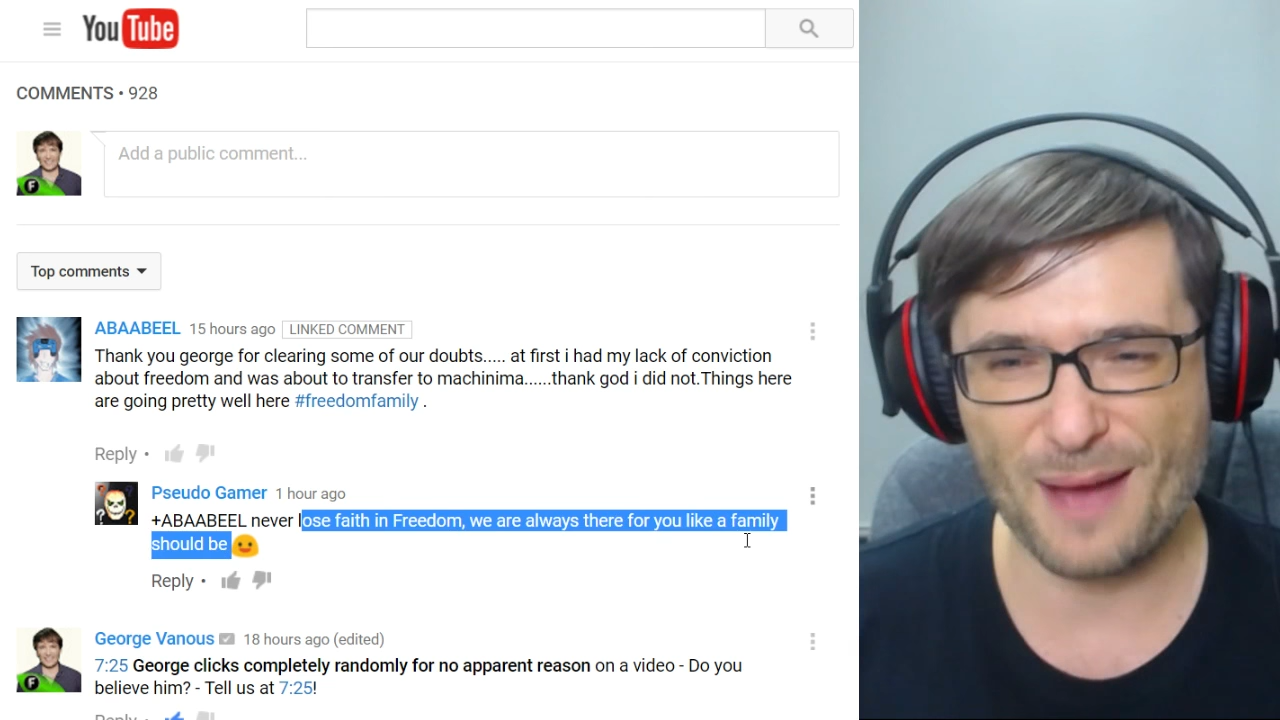 YouTube
COMMENTS • 928
Add a public comment...
Top comments
ABAABEEL 15 hours ago LINKED COMMENT
Thank you george for clearing some of our doubts..... at first i had my lack of conviction
about freedom and was about to transfer to machinima......thank god i did not.Things here
are going pretty well here #freedomfamily .
Reply •
Pseudo Gamer 1 hour ago
+ABAABEEL never lose faith in Freedom, we are always there for you like a family
should be
Reply •
George Vanous 18 hours ago (edited)
7:25 George clicks completely randomly for no apparent reason on a video - Do you
believe him? - Tell us at 7:25!
Reply •